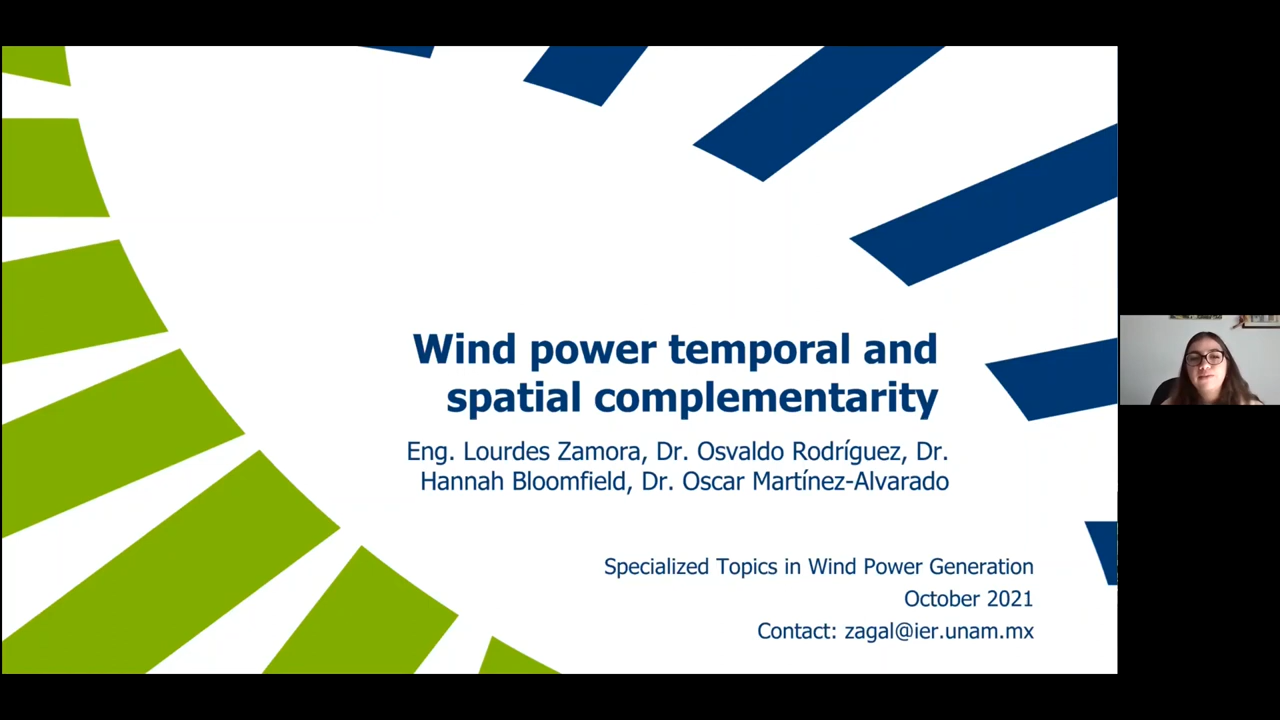 Wind power temporal and
spatial complementarity
Eng. Lourdes Zamora, Dr. Osvaldo Rodríguez, Dr.
Hannah Bloomfield, Dr. Oscar Martínez-Alvarado
Specialized Topics in Wind Power Generation
October 2021
Contact: zagal@ier.unam.mx